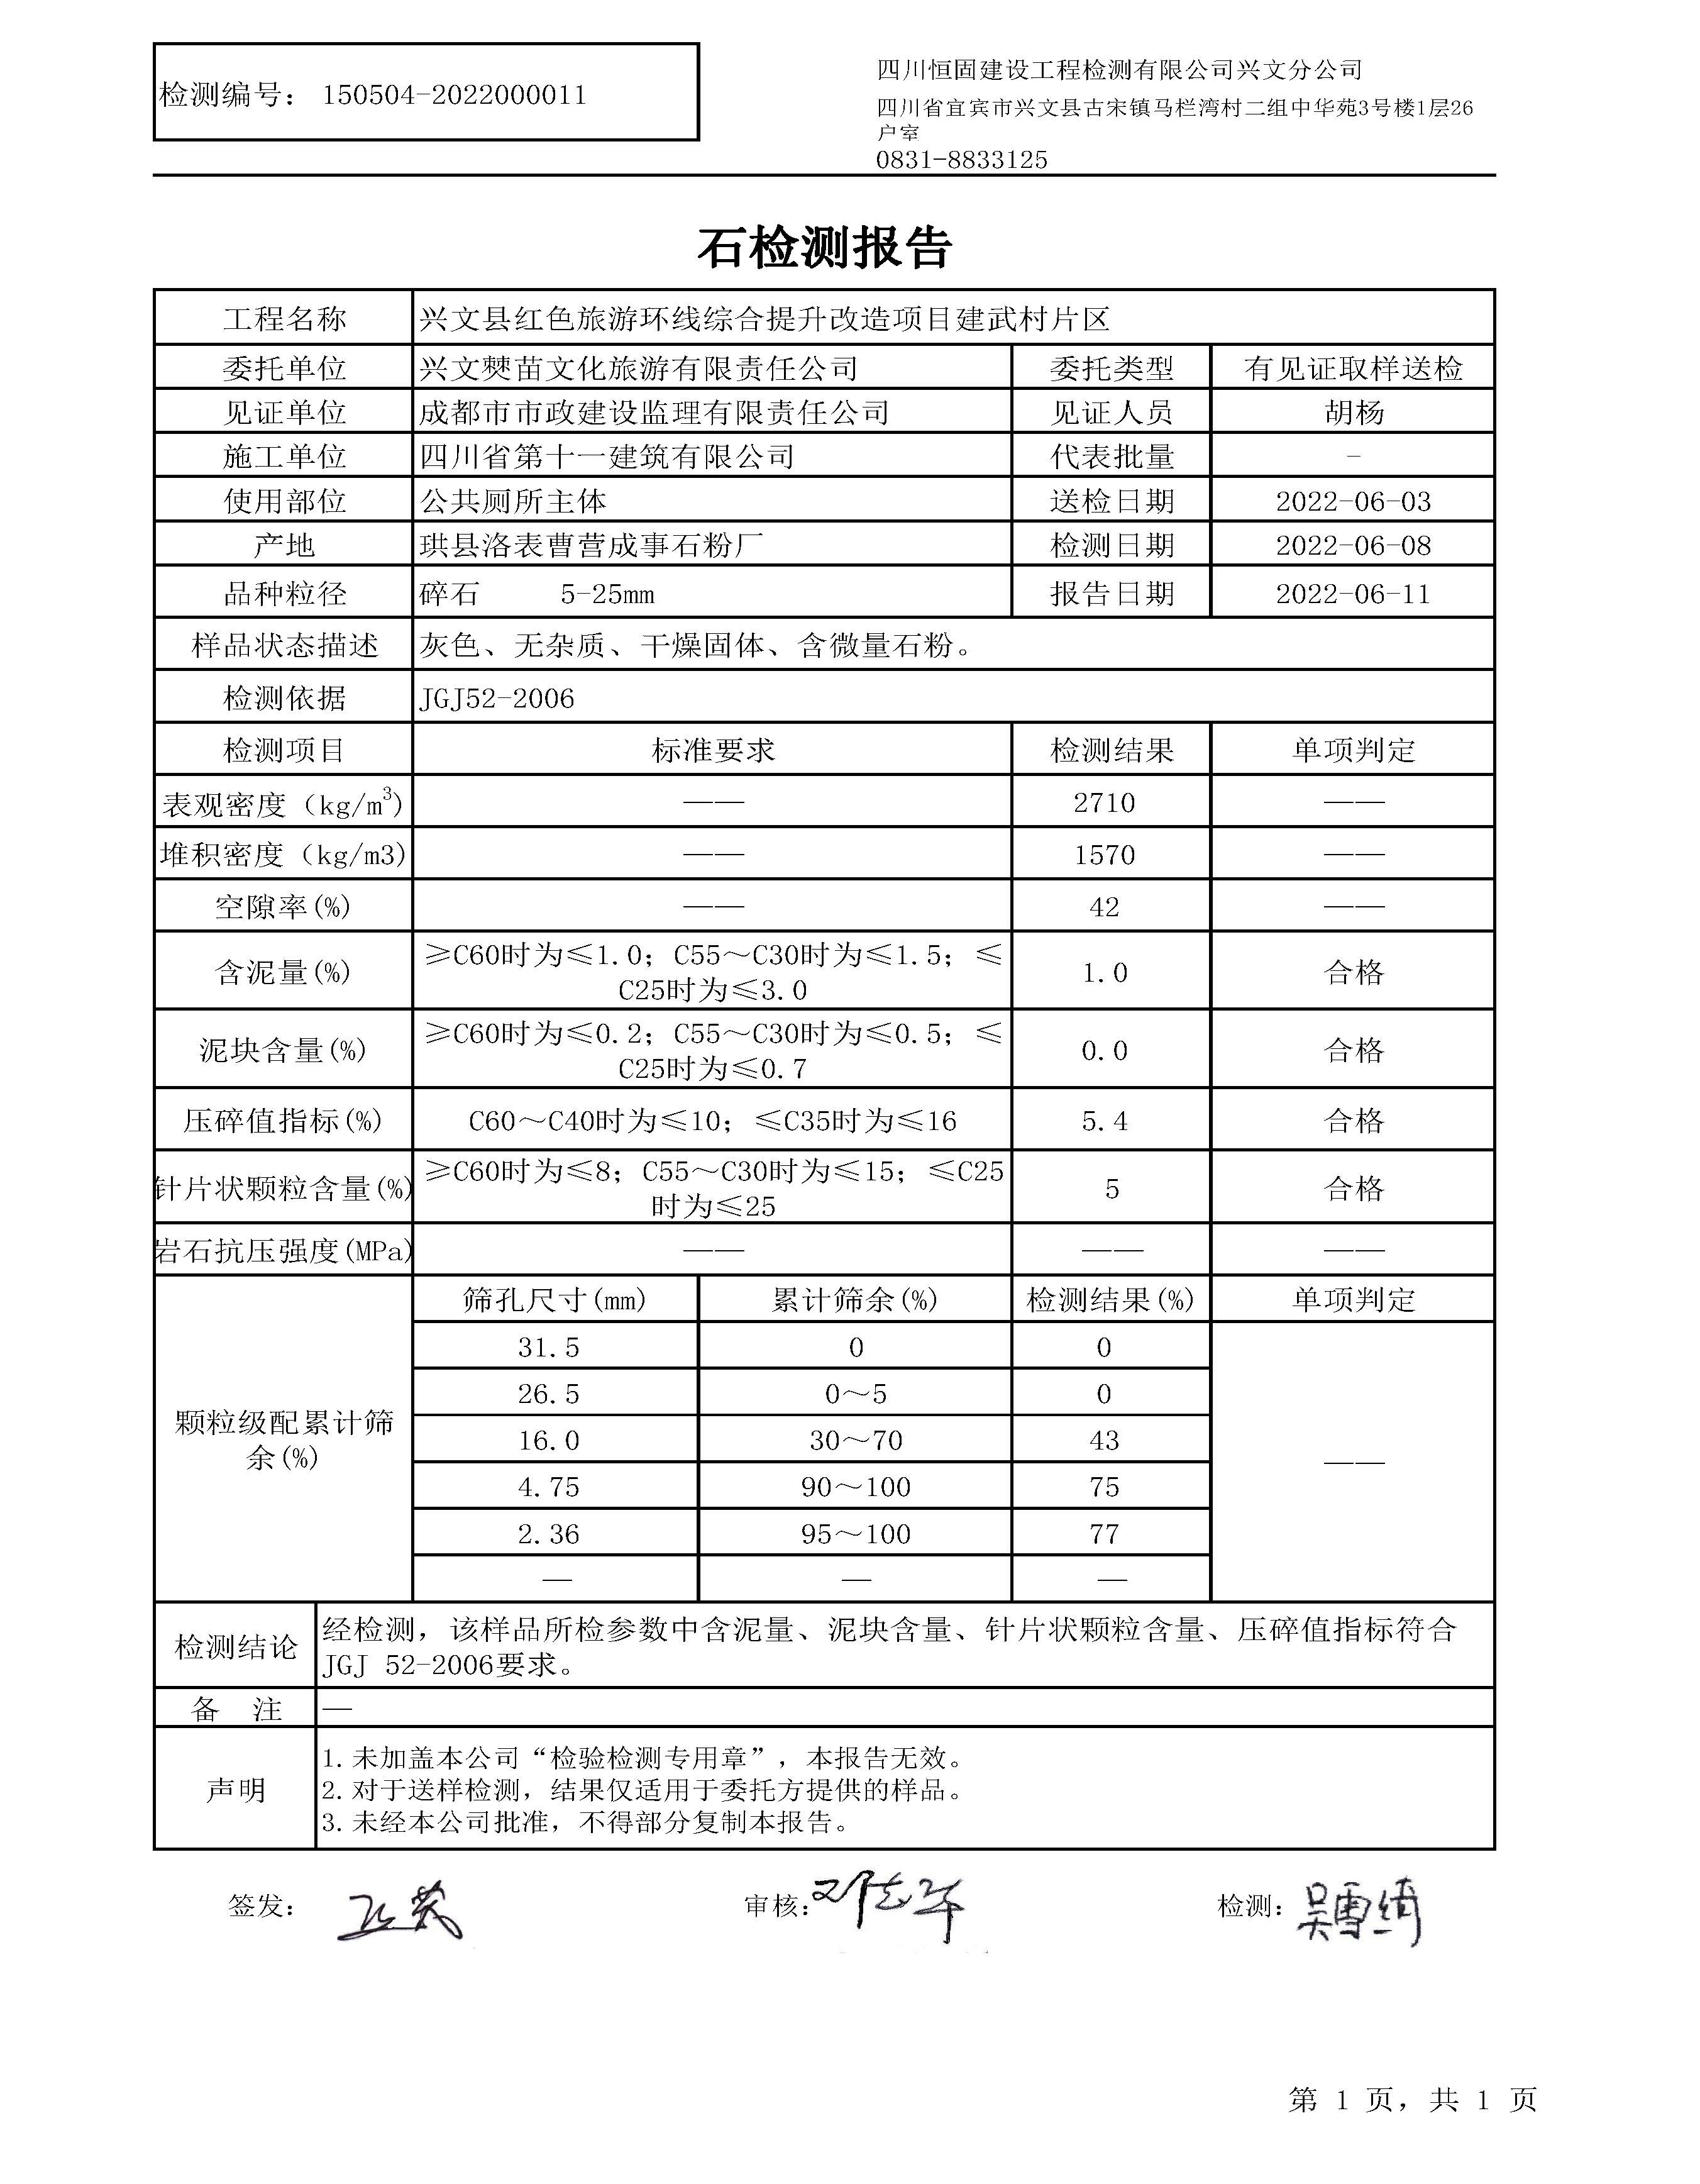 检测编号： 150504-2022000011
四川恒固建设工程检测有限公司兴文分公司
四川省宜宾市兴文县古宋镇马栏湾村二组中华苑3号楼1层26
户室
0831-8833125
石检测报告
工程名称 兴文县红色旅游环线综合提升改造项目建武村片区
委托单位 兴文僰苗文化旅游有限责任公司 委托类型 有见证取样送检
见证单位 成都市市政建设监理有限责任公司 见证人员 胡杨
施工单位 四川省第十一建筑有限公司 代表批量 -
使用部位 公共厕所主体 送检日期 2022-06-03
产地 珙县洛表曹营成事石粉厂 检测日期 2022-06-08
品种粒径 碎石 5-25mm 报告日期 2022-06-11
样品状态描述 灰色、无杂质、干燥固体、含微量石粉。
检测依据 JGJ52-2006
检测项目 标准要求 检测结果 单项判定
表观密度（kg/m³) —— 2710 ——
堆积密度（kg/m3) —— 1570 ——
空隙率(%) —— 42 ——
含泥量(%) ≥C60时为≤1.0；C55～C30时为≤1.5；≤
C25时为≤3.0 1.0 合格
泥块含量(%) ≥C60时为≤0.2；C55～C30时为≤0.5；≤
C25时为≤0.7 0.0 合格
压碎值指标(%) C60～C40时为≤10；≤C35时为≤16 5.4 合格
针片状颗粒含量(%) ≥C60时为≤8；C55～C30时为≤15；≤C25
时为≤25 5 合格
岩石抗压强度(MPa) —— —— ——
颗粒级配累计筛
余(%)
筛孔尺寸(mm) 累计筛余(%) 检测结果(%) 单项判定
31.5 0 0
26.5 0～5 0
16.0 30～70 43
4.75 90～100 75
2.36 95～100 77
— — —
——
检测结论 经检测，该样品所检参数中含泥量、泥块含量、针片状颗粒含量、压碎值指标符合
JGJ 52-2006要求。
备 注 —
声明
1.未加盖本公司“检验检测专用章”，本报告无效。
2.对于送样检测，结果仅适用于委托方提供的样品。
3.未经本公司批准，不得部分复制本报告。
签发： 审核： 检测：吴雪绮
第 1 页，共 1 页